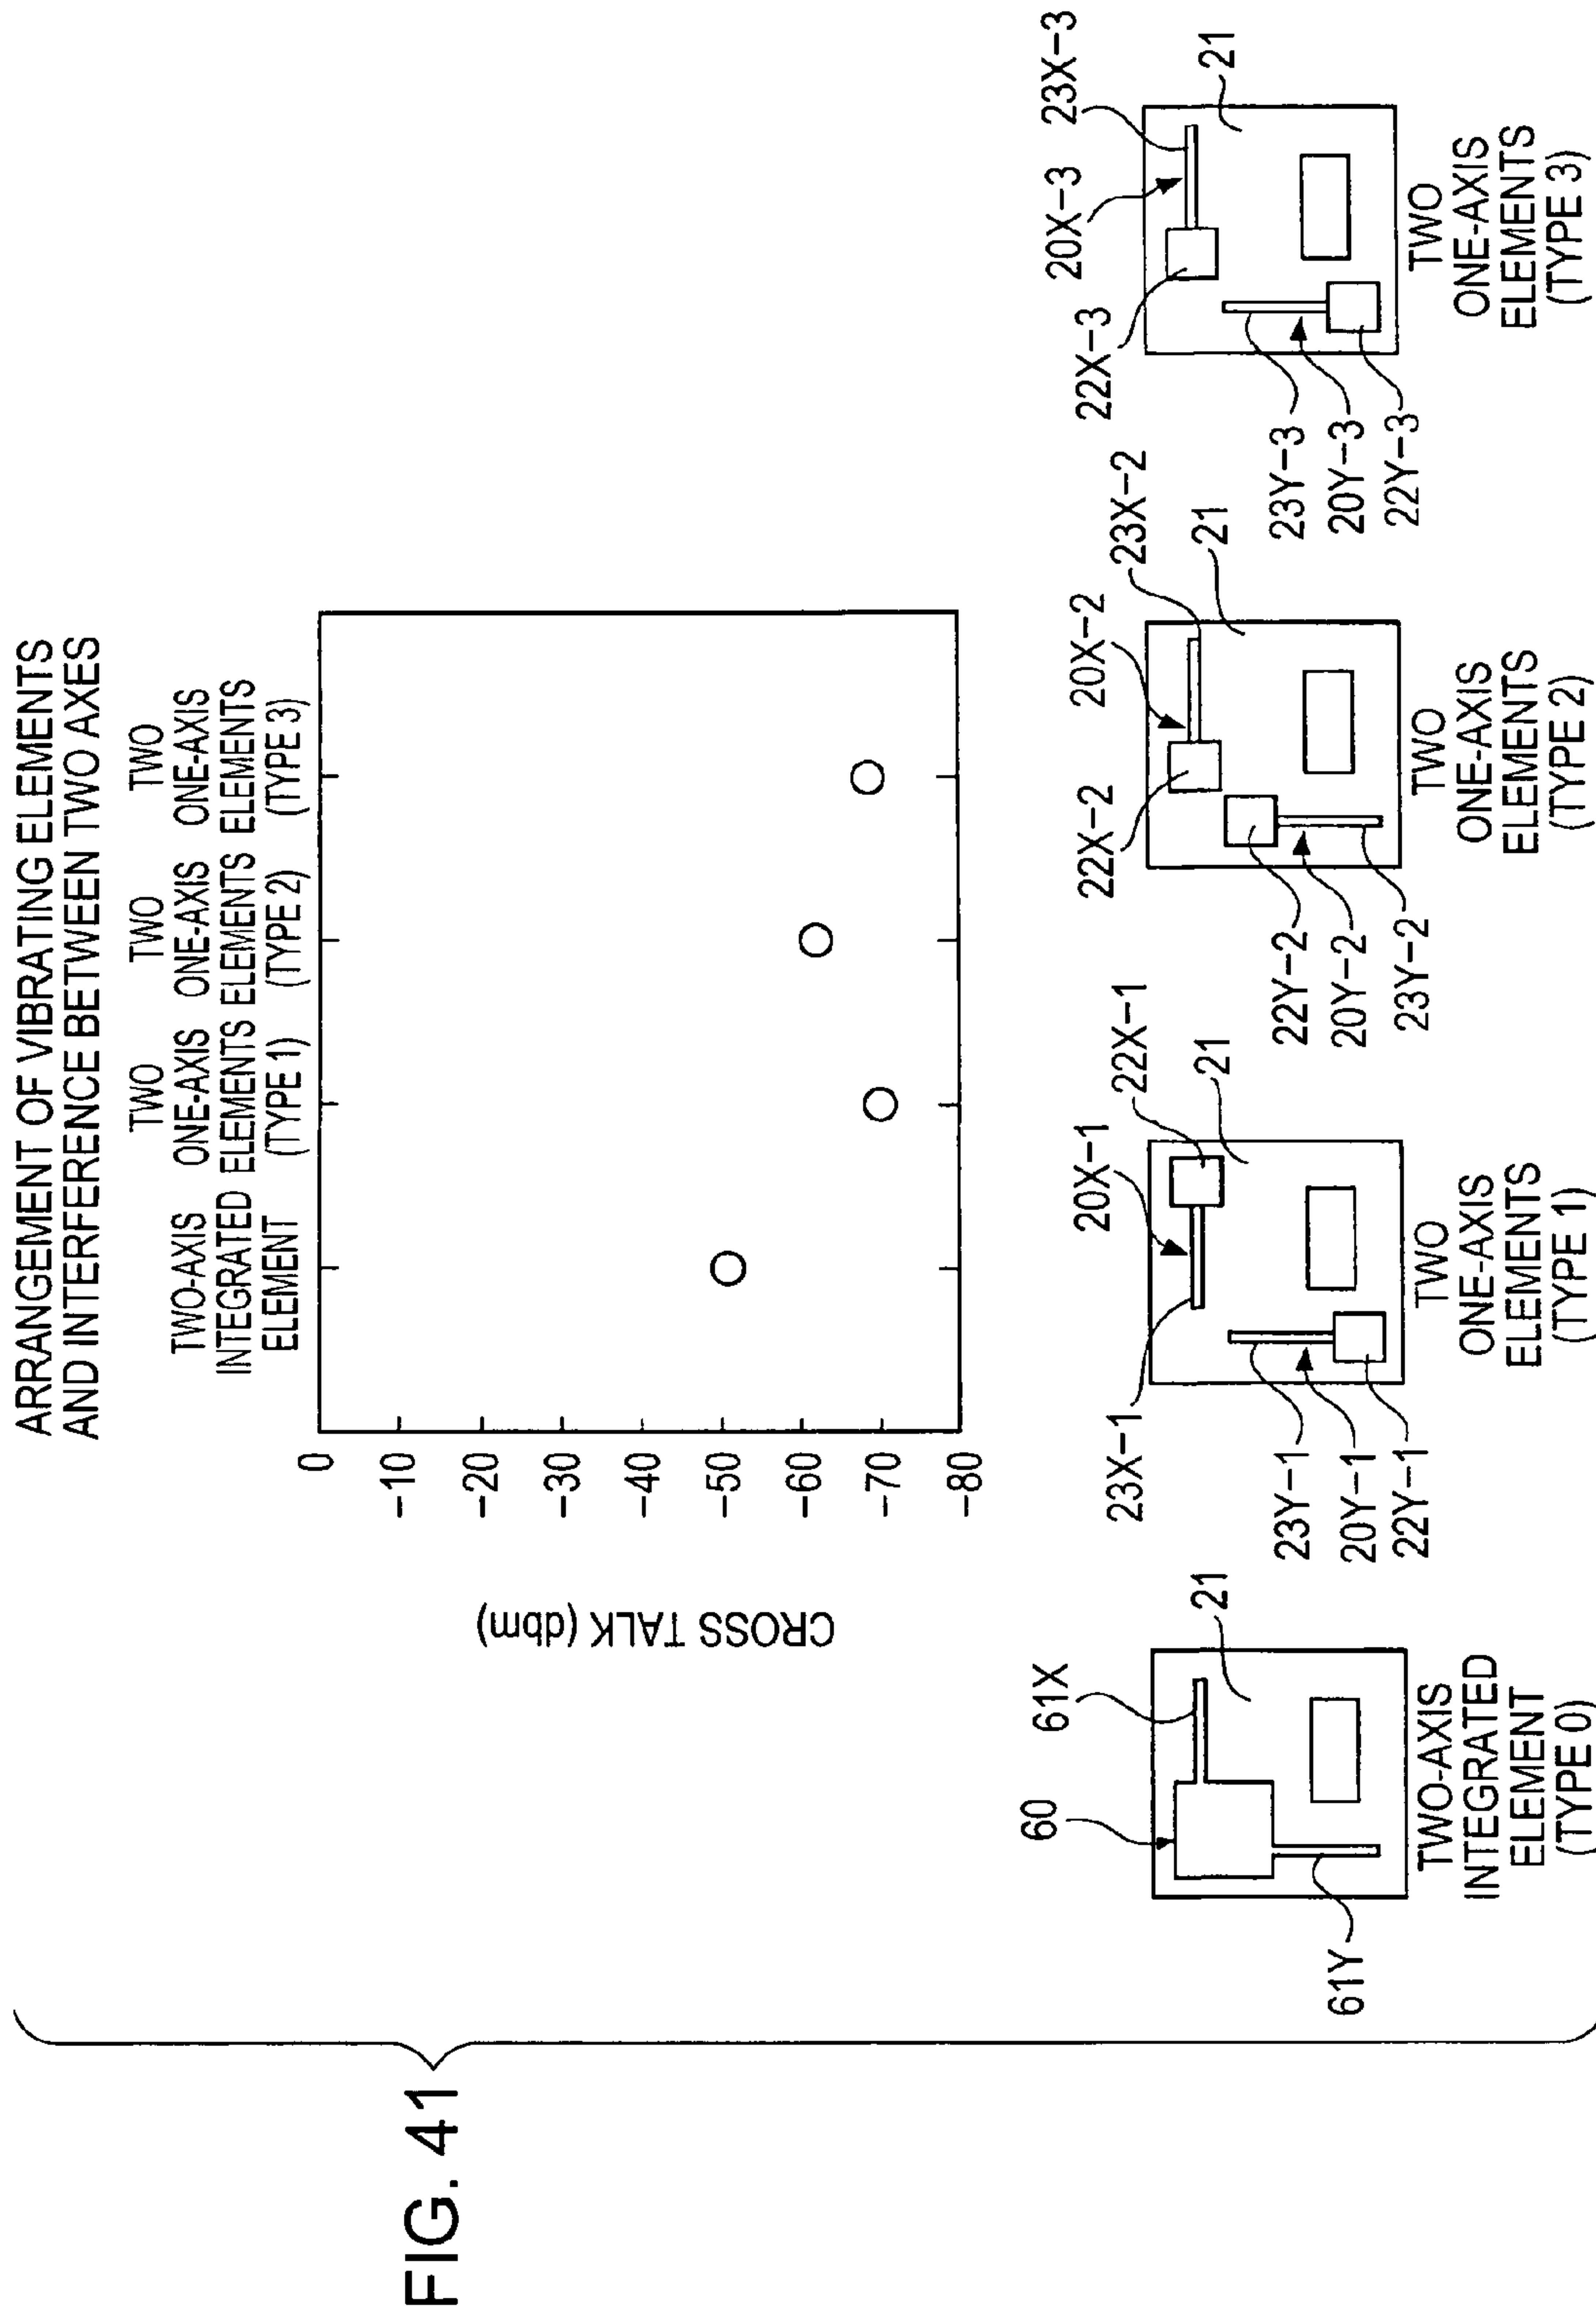 FIG. 41
ARRANGEMENT OF VIBRATING ELEMENTS
AND INTERFERENCE BETWEEN TWO AXES
TWO-AXIS
INTEGRATED
ELEMENT
TWO
ONE-AXIS
ELEMENTS
(TYPE 1)
TWO
ONE-AXIS
ELEMENTS
(TYPE 2)
TWO
ONE-AXIS
ELEMENTS
(TYPE 3)
CROSS TALK (dbm)
0
-10
-20
-30
-40
-50
-60
-70
-80
60
61X
21
61Y
TWO-AXIS
INTEGRATED
ELEMENT
(TYPE 0)
20X-1
22X-1
23X-1
21
23Y-1
20Y-1
22Y-1
TWO
ONE-AXIS
ELEMENTS
(TYPE 1)
20X-2
23X-2
22X-2
21
22Y-2
20Y-2
23Y-2
TWO
ONE-AXIS
ELEMENTS
(TYPE 2)
20X-3
23X-3
22X-3
21
23Y-3
20Y-3
22Y-3
TWO
ONE-AXIS
ELEMENTS
(TYPE 3)